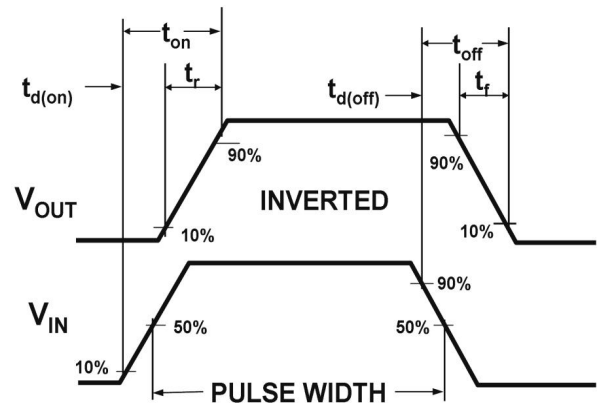 t_on
t_off
t_r
t_f
t_d(on)
t_d(off)
90%
90%
V_OUT
INVERTED
10%
10%
90%
V_IN
50%
50%
10%
PULSE WIDTH